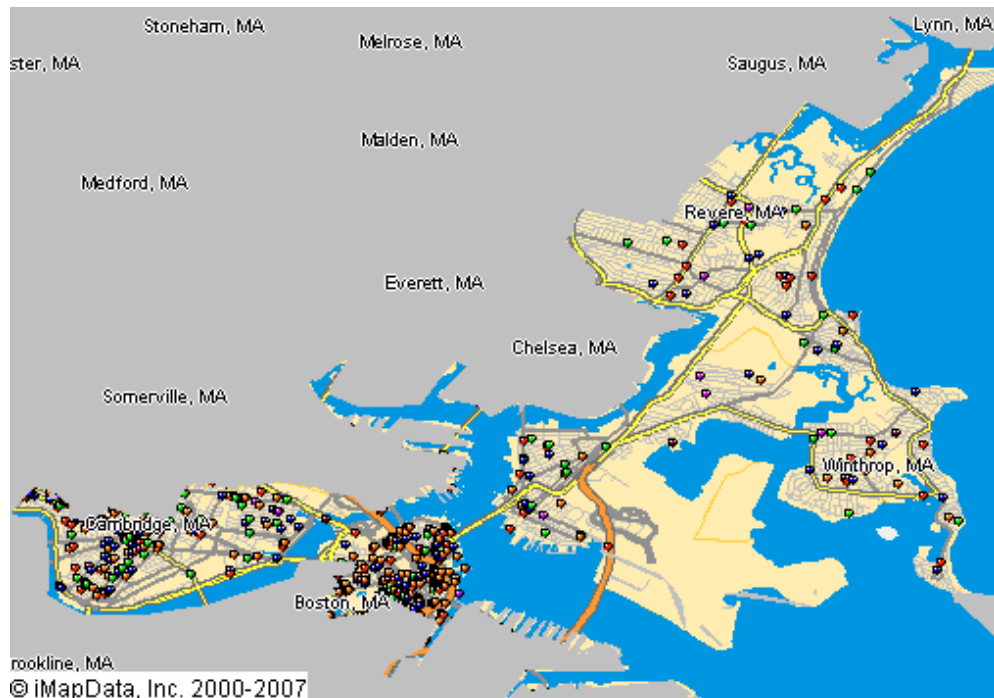 Stoneham, MA
Lynn, MA
Melrose, MA
ster, MA
Saugus, MA
Malden, MA
Medford, MA
Revere, MA
Everett, MA
Chelsea, MA
Somerville, MA
Winthrop, MA
Cambridge, MA
Boston, MA
rookline, MA
© iMapData, Inc. 2000-2007